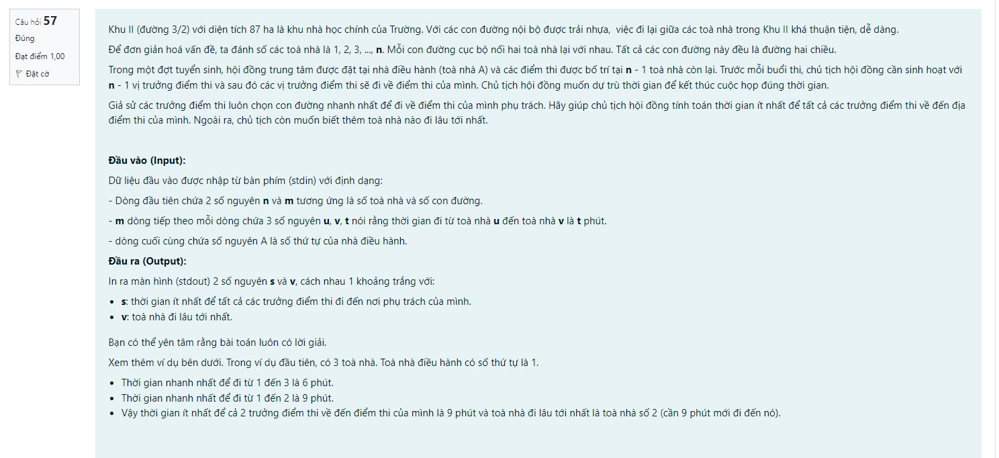 Câu hỏi 57
Đúng
Đạt điểm 1,00
Đặt cờ
Khu II (đường 3/2) với diện tích 87 ha là khu nhà học chính của Trường. Với các con đường nội bộ được trải nhựa, việc đi lại giữa các toà nhà trong Khu II khá thuận tiện, dễ dàng.
Để đơn giản hoá vấn đề, ta đánh số các toà nhà là 1, 2, 3, ..., n. Mỗi con đường cục bộ nối hai toà nhà lại với nhau. Tất cả các con đường này đều là đường hai chiều.
Trong một đợt tuyển sinh, hội đồng trung tâm được đặt tại nhà điều hành (toà nhà A) và các điểm thi được bố trí tại n - 1 toà nhà còn lại. Trước mỗi buổi thi, chủ tịch hội đồng cần sinh hoạt với
n - 1 vị trưởng điểm thi và sau đó các vị trưởng điểm thi sẽ đi về điểm thi của mình. Chủ tịch hội đồng muốn dự trù thời gian để kết thúc cuộc họp đúng thời gian.
Giả sử các trưởng điểm thi luôn chọn con đường nhanh nhất để đi về điểm thi của mình phụ trách. Hãy giúp chủ tịch hội đồng tính toán thời gian ít nhất để tất cả các trưởng điểm thi về đến địa
điểm thi của mình. Ngoài ra, chủ tịch còn muốn biết thêm toà nhà nào đi lâu tới nhất.
Đầu vào (Input):
Dữ liệu đầu vào được nhập từ bàn phím (stdin) với định dạng:
- Dòng đầu tiên chứa 2 số nguyên n và m tương ứng là số toà nhà và số con đường.
- m dòng tiếp theo mỗi dòng chứa 3 số nguyên u, v, t nói rằng thời gian đi từ toà nhà u đến toà nhà v là t phút.
- dòng cuối cùng chứa số nguyên A là số thứ tự của nhà điều hành.
Đầu ra (Output):
In ra màn hình (stdout) 2 số nguyên s và v, cách nhau 1 khoảng trắng với:
• s: thời gian ít nhất để tất cả các trưởng điểm thi đi đến nơi phụ trách của mình.
• v: toà nhà đi lâu tới nhất.
Bạn có thể yên tâm rằng bài toán luôn có lời giải.
Xem thêm ví dụ bên dưới. Trong ví dụ đầu tiên, có 3 toà nhà. Toà nhà điều hành có số thứ tự là 1.
• Thời gian nhanh nhất để đi từ 1 đến 3 là 6 phút.
• Thời gian nhanh nhất để đi từ 1 đến 2 là 9 phút.
• Vậy thời gian ít nhất để cả 2 trưởng điểm thi về đến điểm thi của mình là 9 phút và toà nhà đi lâu tới nhất là toà nhà số 2 (cần 9 phút mới đi đến nó).